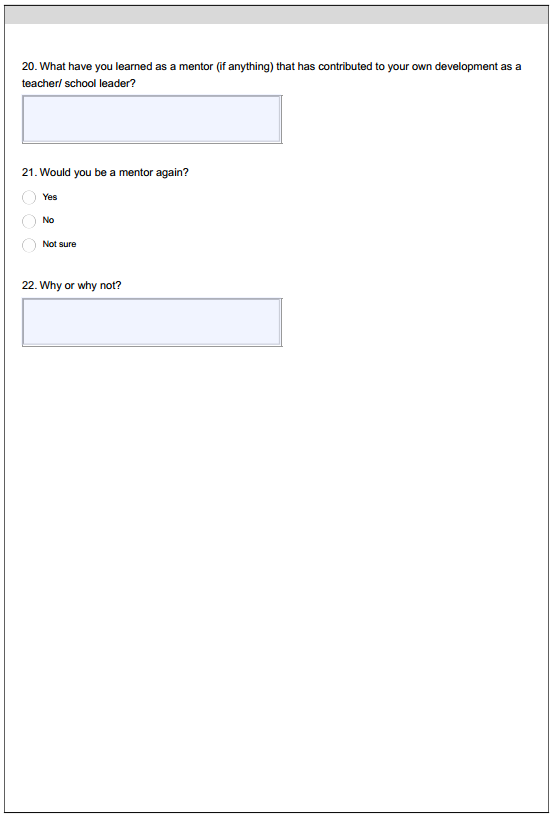 20. What have you learned as a mentor (if anything) that has contributed to your own development as a
teacher/ school leader?
21. Would you be a mentor again?
Yes
No
Not sure
22. Why or why not?